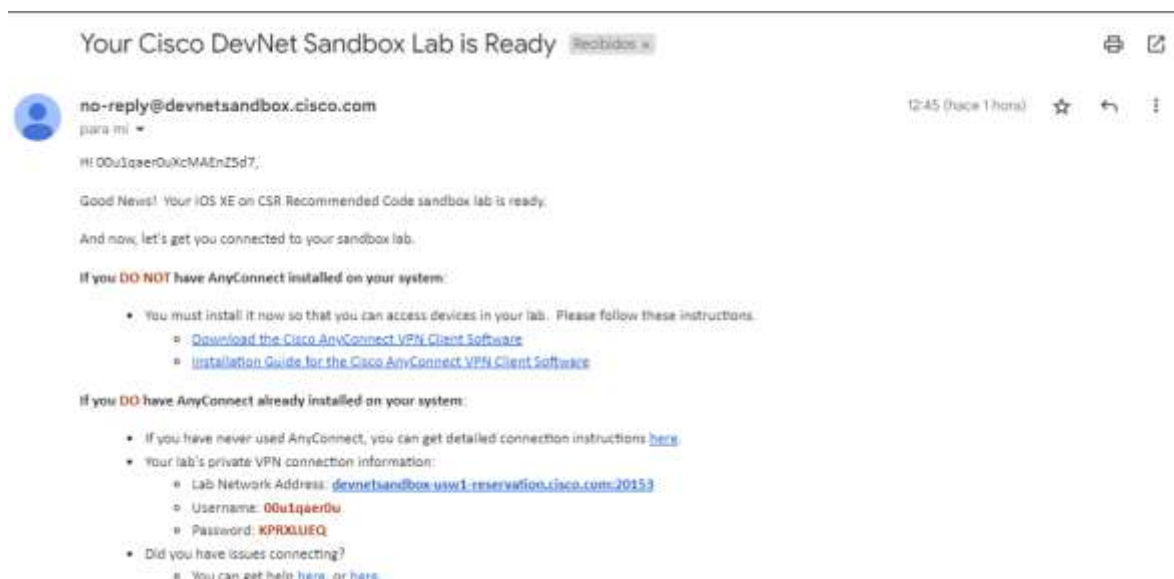 Your Cisco DevNet Sandbox Lab is Ready Recibidos x
no-reply@devnetsandbox.cisco.com 12:45 (hace 1 hora)
para mí
Hi 00u1qaer0uXcMAEnZ5d7,
Good News! Your IOS XE on CSR Recommended Code sandbox lab is ready.
And now, let's get you connected to your sandbox lab.
If you DO NOT have AnyConnect installed on your system:
• You must install it now so that you can access devices in your lab. Please follow these instructions.
Download the Cisco AnyConnect VPN Client Software
Installation Guide for the Cisco AnyConnect VPN Client Software
If you DO have AnyConnect already installed on your system:
• If you have never used AnyConnect, you can get detailed connection instructions here.
• Your lab's private VPN connection information:
Lab Network Address: devnetsandbox-usw1-reservation.cisco.com:20153
Username: 00u1qaer0u
Password: KPRXLUEQ
• Did you have issues connecting?
You can get help here, or here.